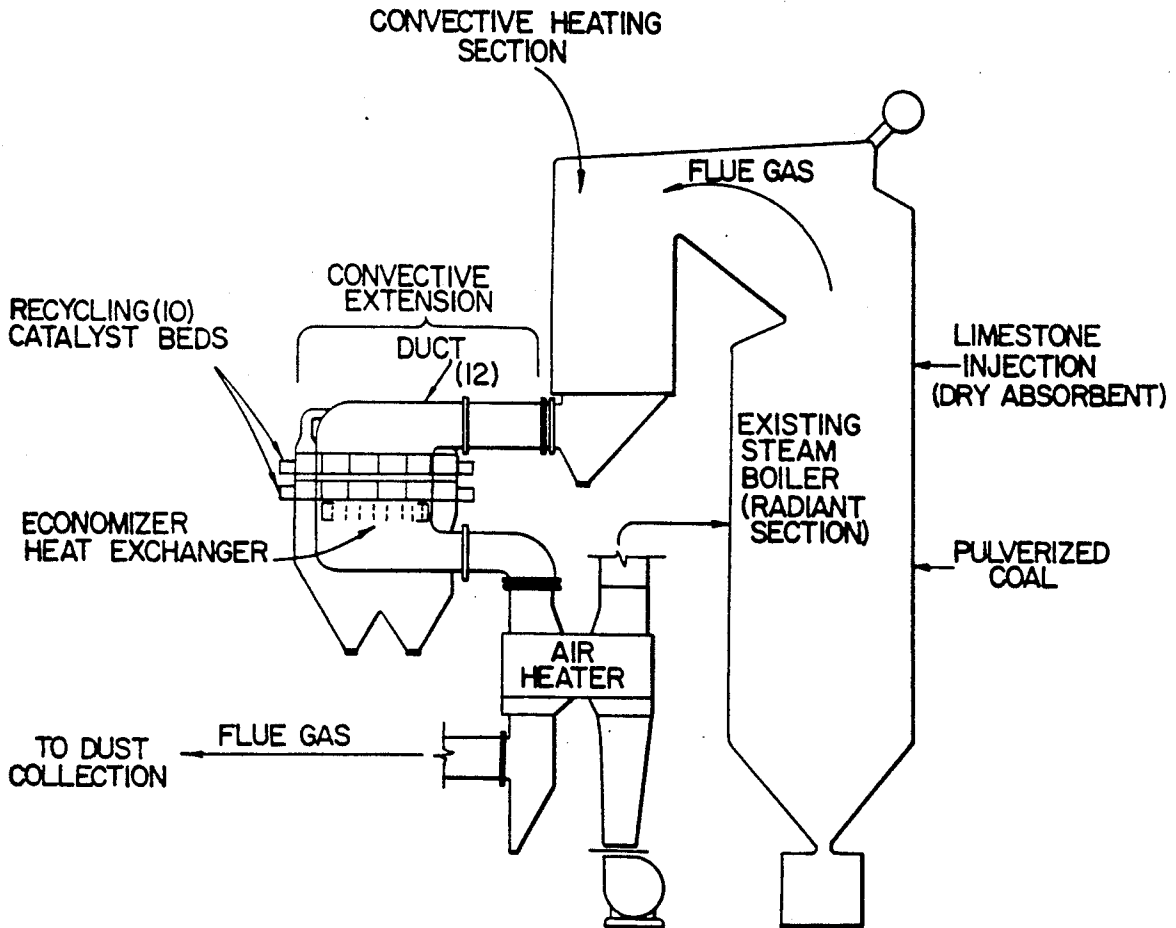 CONVECTIVE HEATING
SECTION
FLUE GAS
CONVECTIVE
EXTENSION
RECYCLING(10)
CATALYST BEDS
DUCT
(12)
LIMESTONE
INJECTION
(DRY ABSORBENT)
EXISTING
STEAM
BOILER
(RADIANT
SECTION)
ECONOMIZER
HEAT EXCHANGER
PULVERIZED
COAL
AIR
HEATER
FLUE GAS
TO DUST
COLLECTION